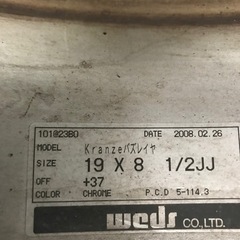 101023B0 DATE 2008.02.26
MODEL Kranzeバズレイヤ
SIZE 19 X 8 1/2JJ
OFF +37
COLOR CHROME P.C.D 5-114.3
weds CO.,LTD.